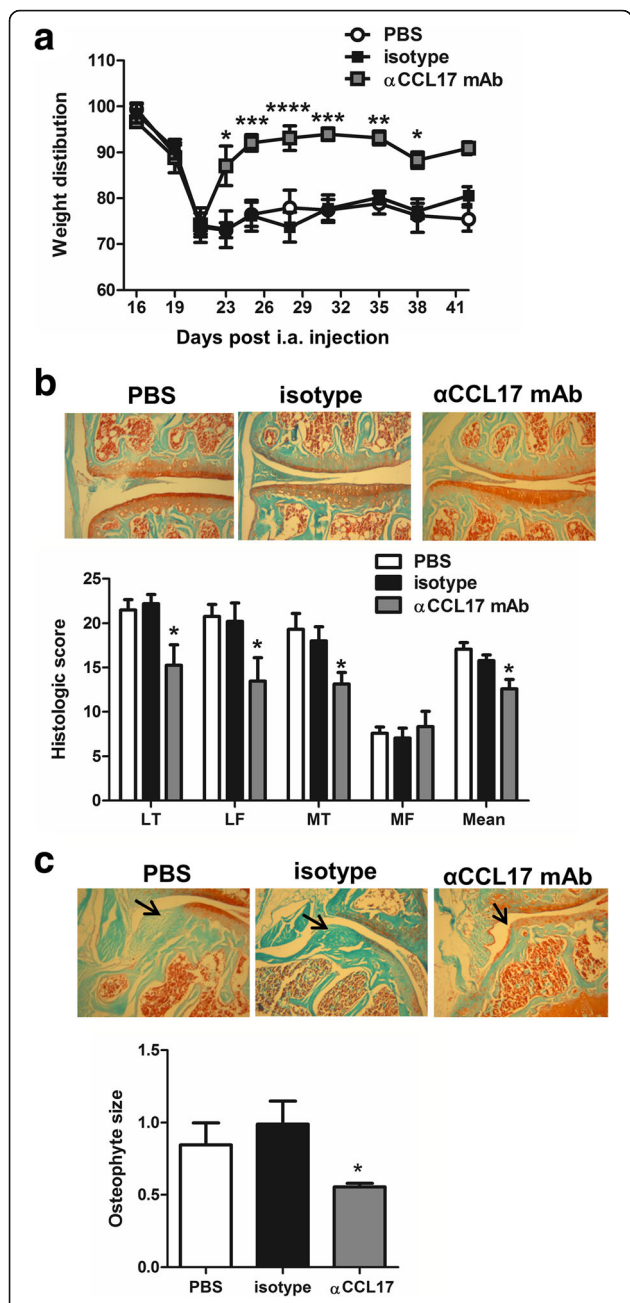 a
PBS
isotype
αCCL17 mAb
100
90
80
70
60
Weight distibution
* *** **** *** ** *
16 19 23 26 29 32 35 38 41
Days post i.a. injection
b
PBS isotype αCCL17 mAb
PBS
isotype
αCCL17 mAb
25
20
15
10
5
0
Histologic score
* * * *
LT LF MT MF Mean
c
PBS isotype αCCL17 mAb
1.5
1.0
0.5
0.0
Osteophyte size
*
PBS isotype αCCL17